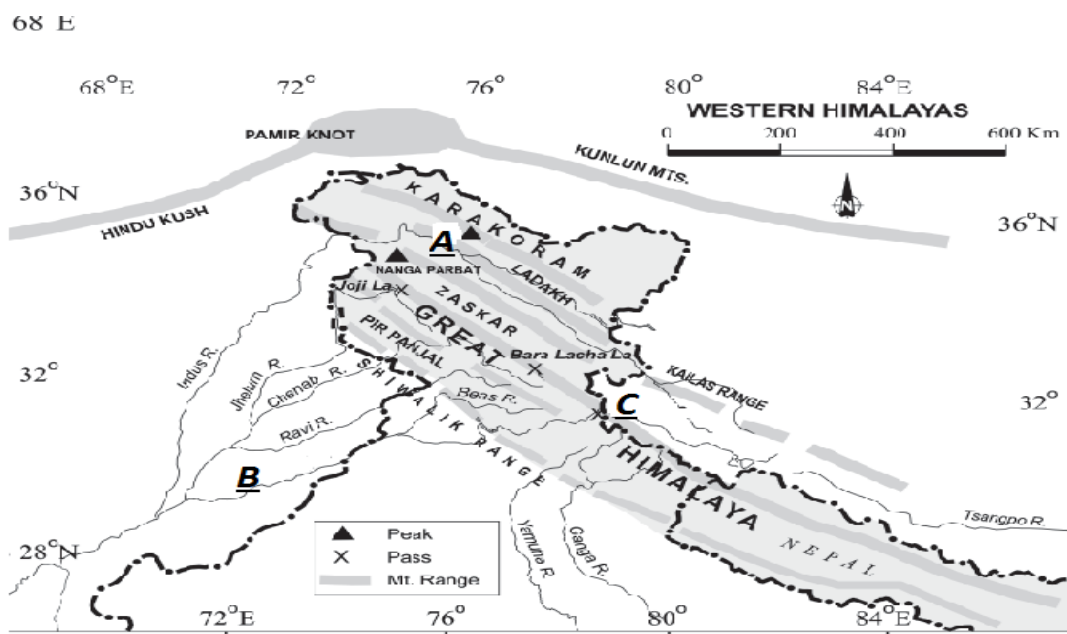 68 E
68°E 72° 76° 80° 84°E
WESTERN HIMALAYAS
0 200 400 600 Km
PAMIR KNOT
KUNLUN MTS.
36°N
HINDU KUSH
KARAKORAM
N
36°N
A
NANGA PARBAT
LADAKH
Joji La
ZASKAR
GREAT
PIR PANJAL
Bara Lacha La
Indus R.
Jhelum R.
Chenab R.
32°N
SHIWALIK RANGE
Beas R.
KAILAS RANGE
C
32°N
Ravi R.
B
HIMALAYA
Tsangpo R.
NEPAL
28°N
Peak
Pass
Mt. Range
Yamuna R.
Ganga R.
28°N
72°E 76° 80° 84°E